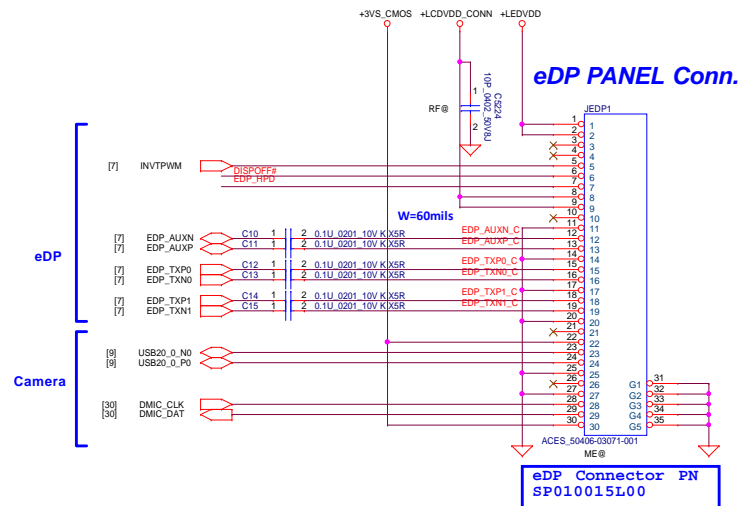 +3VS_CMOS +LCDVDD_CONN +LEDVDD
eDP PANEL Conn.
RF@
1
2
C5224
10P_0402_50V8J
JEDP1
eDP
[7] INVTPWM
DISPOFF#
EDP_HPD
W=60mils
[7] EDP_AUXN C10 1 2 0.1U_0201_10V K X5R EDP_AUXN_C
[7] EDP_AUXP C11 1 2 0.1U_0201_10V K X5R EDP_AUXP_C
[7] EDP_TXP0 C12 1 2 0.1U_0201_10V K X5R EDP_TXP0_C
[7] EDP_TXN0 C13 1 2 0.1U_0201_10V K X5R EDP_TXN0_C
[7] EDP_TXP1 C14 1 2 0.1U_0201_10V K X5R EDP_TXP1_C
[7] EDP_TXN1 C15 1 2 0.1U_0201_10V K X5R EDP_TXN1_C
Camera
[9] USB20_0_N0
[9] USB20_0_P0
[30] DMIC_CLK
[30] DMIC_DAT
1 1
2 2
3 3
4 4
5 5
6 6
7 7
8 8
9 9
10 10
11 11
12 12
13 13
14 14
15 15
16 16
17 17
18 18
19 19
20 20
21 21
22 22
23 23
24 24
25 25
26 26
27 27
28 28
29 29
30 30
G1 31
G2 32
G3 33
G4 34
G5 35
ACES_50406-03071-001
ME@
eDP Connector PN
SP010015L00